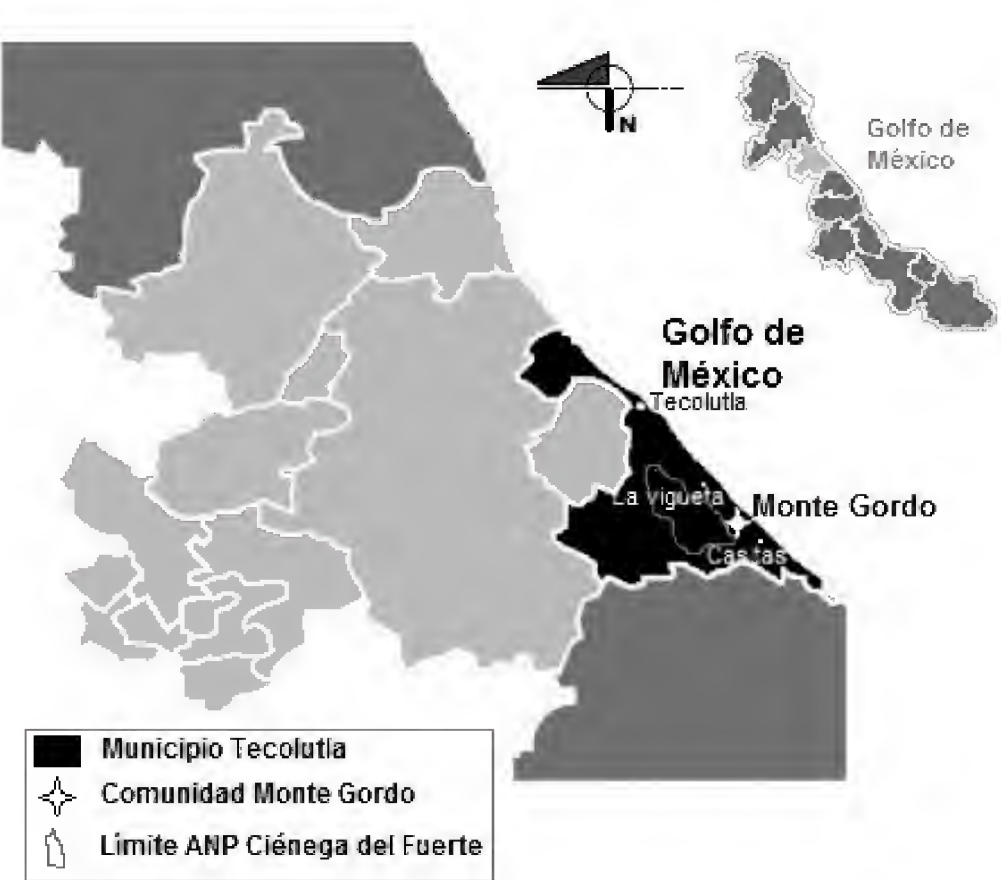 N
Golfo de
México
Golfo de
México
Tecolutla
La vigueta
Monte Gordo
Casitas
Municipio Tecolutla
Comunidad Monte Gordo
Límite ANP Ciénega del Fuerte